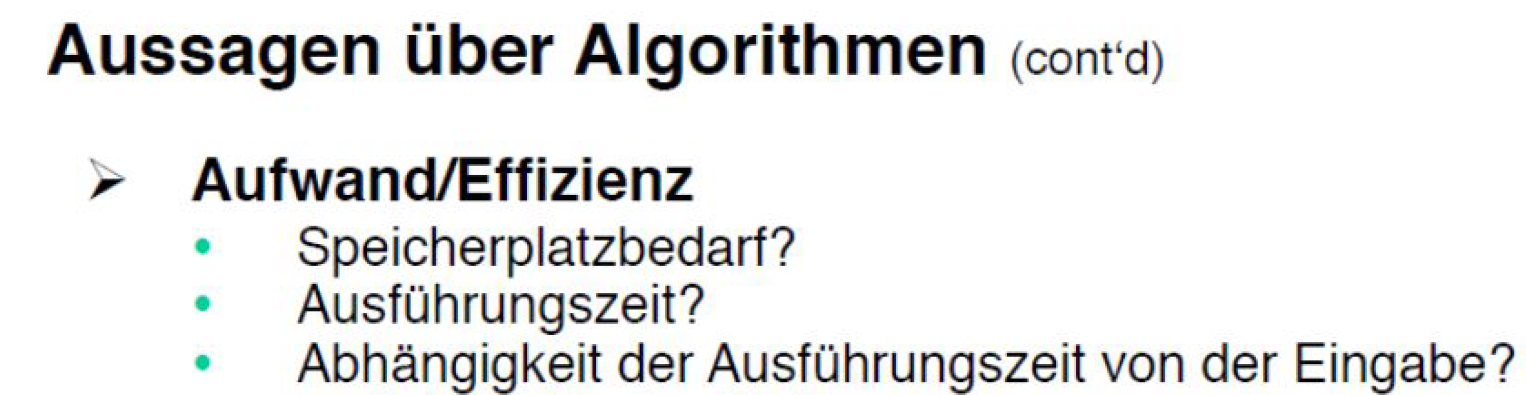 Aussagen über Algorithmen (cont‘d)
➢ Aufwand/Effizienz
• Speicherplatzbedarf?
• Ausführungszeit?
• Abhängigkeit der Ausführungszeit von der Eingabe?